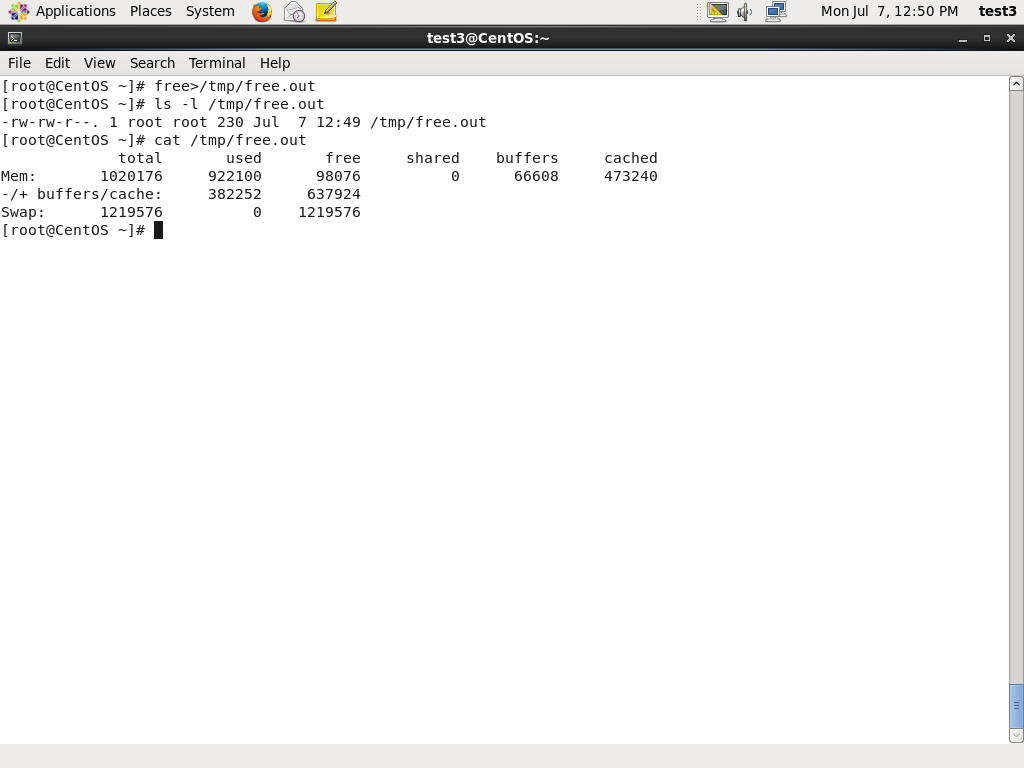 Applications Places System Mon Jul 7, 12:50 PM test3
test3@CentOS:~
File Edit View Search Terminal Help
[root@CentOS ~]# free>/tmp/free.out
[root@CentOS ~]# ls -l /tmp/free.out
-rw-rw-r--. 1 root root 230 Jul  7 12:49 /tmp/free.out
[root@CentOS ~]# cat /tmp/free.out
             total       used       free     shared    buffers     cached
Mem:       1020176     922100      98076          0      66608     473240
-/+ buffers/cache:     382252     637924
Swap:      1219576          0    1219576
[root@CentOS ~]#